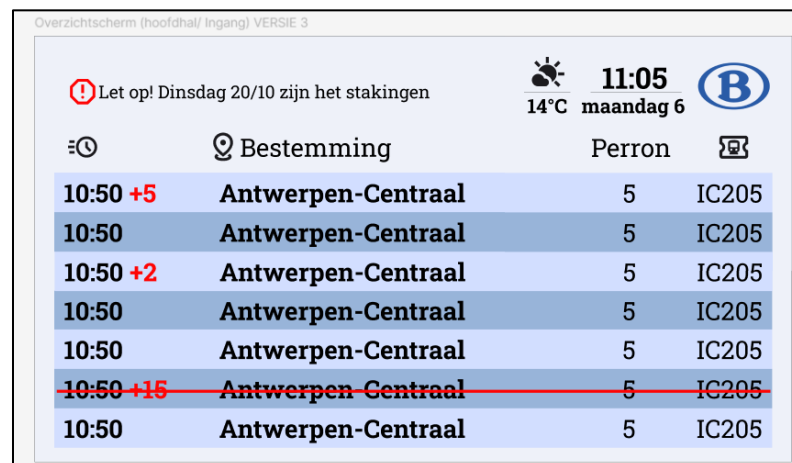 Overzichtscherm (hoofdhal/ Ingang) VERSIE 3
Let op! Dinsdag 20/10 zijn het stakingen
14°C
11:05
maandag 6
B
Bestemming Perron
10:50 +5 Antwerpen-Centraal 5 IC205
10:50 Antwerpen-Centraal 5 IC205
10:50 +2 Antwerpen-Centraal 5 IC205
10:50 Antwerpen-Centraal 5 IC205
10:50 Antwerpen-Centraal 5 IC205
10:50 +15 Antwerpen-Centraal 5 IC205
10:50 Antwerpen-Centraal 5 IC205